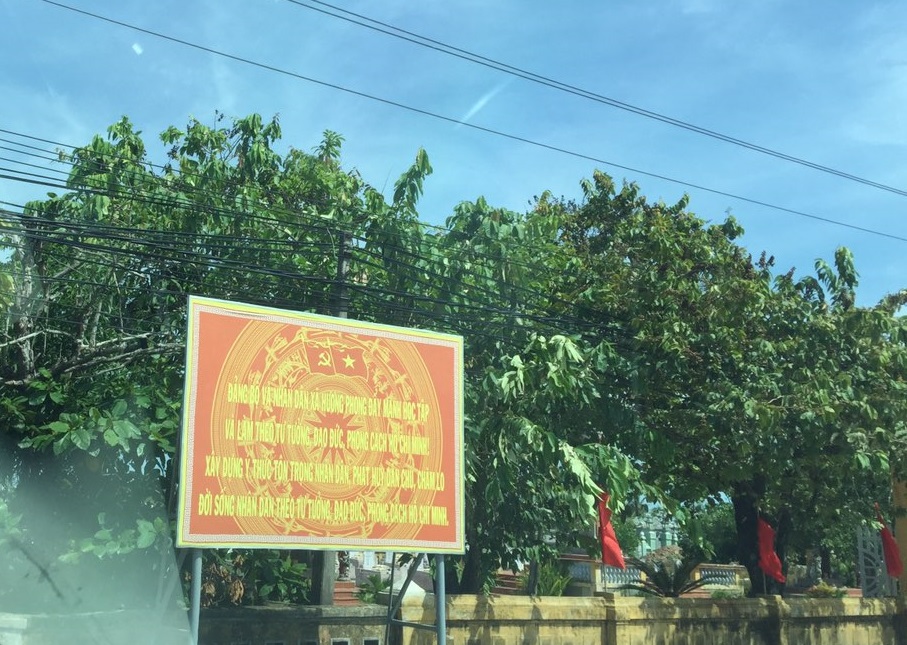 ĐẢNG BỘ VÀ NHÂN DÂN XÃ HƯƠNG PHONG ĐẨY MẠNH HỌC TẬP
VÀ LÀM THEO TƯ TƯỞNG, ĐẠO ĐỨC, PHONG CÁCH HỒ CHÍ MINH.
XÂY DỰNG Ý THỨC TÔN TRỌNG NHÂN DÂN, PHÁT HUY DÂN CHỦ, CHĂM LO
ĐỜI SỐNG NHÂN DÂN THEO TƯ TƯỞNG, ĐẠO ĐỨC, PHONG CÁCH HỒ CHÍ MINH.